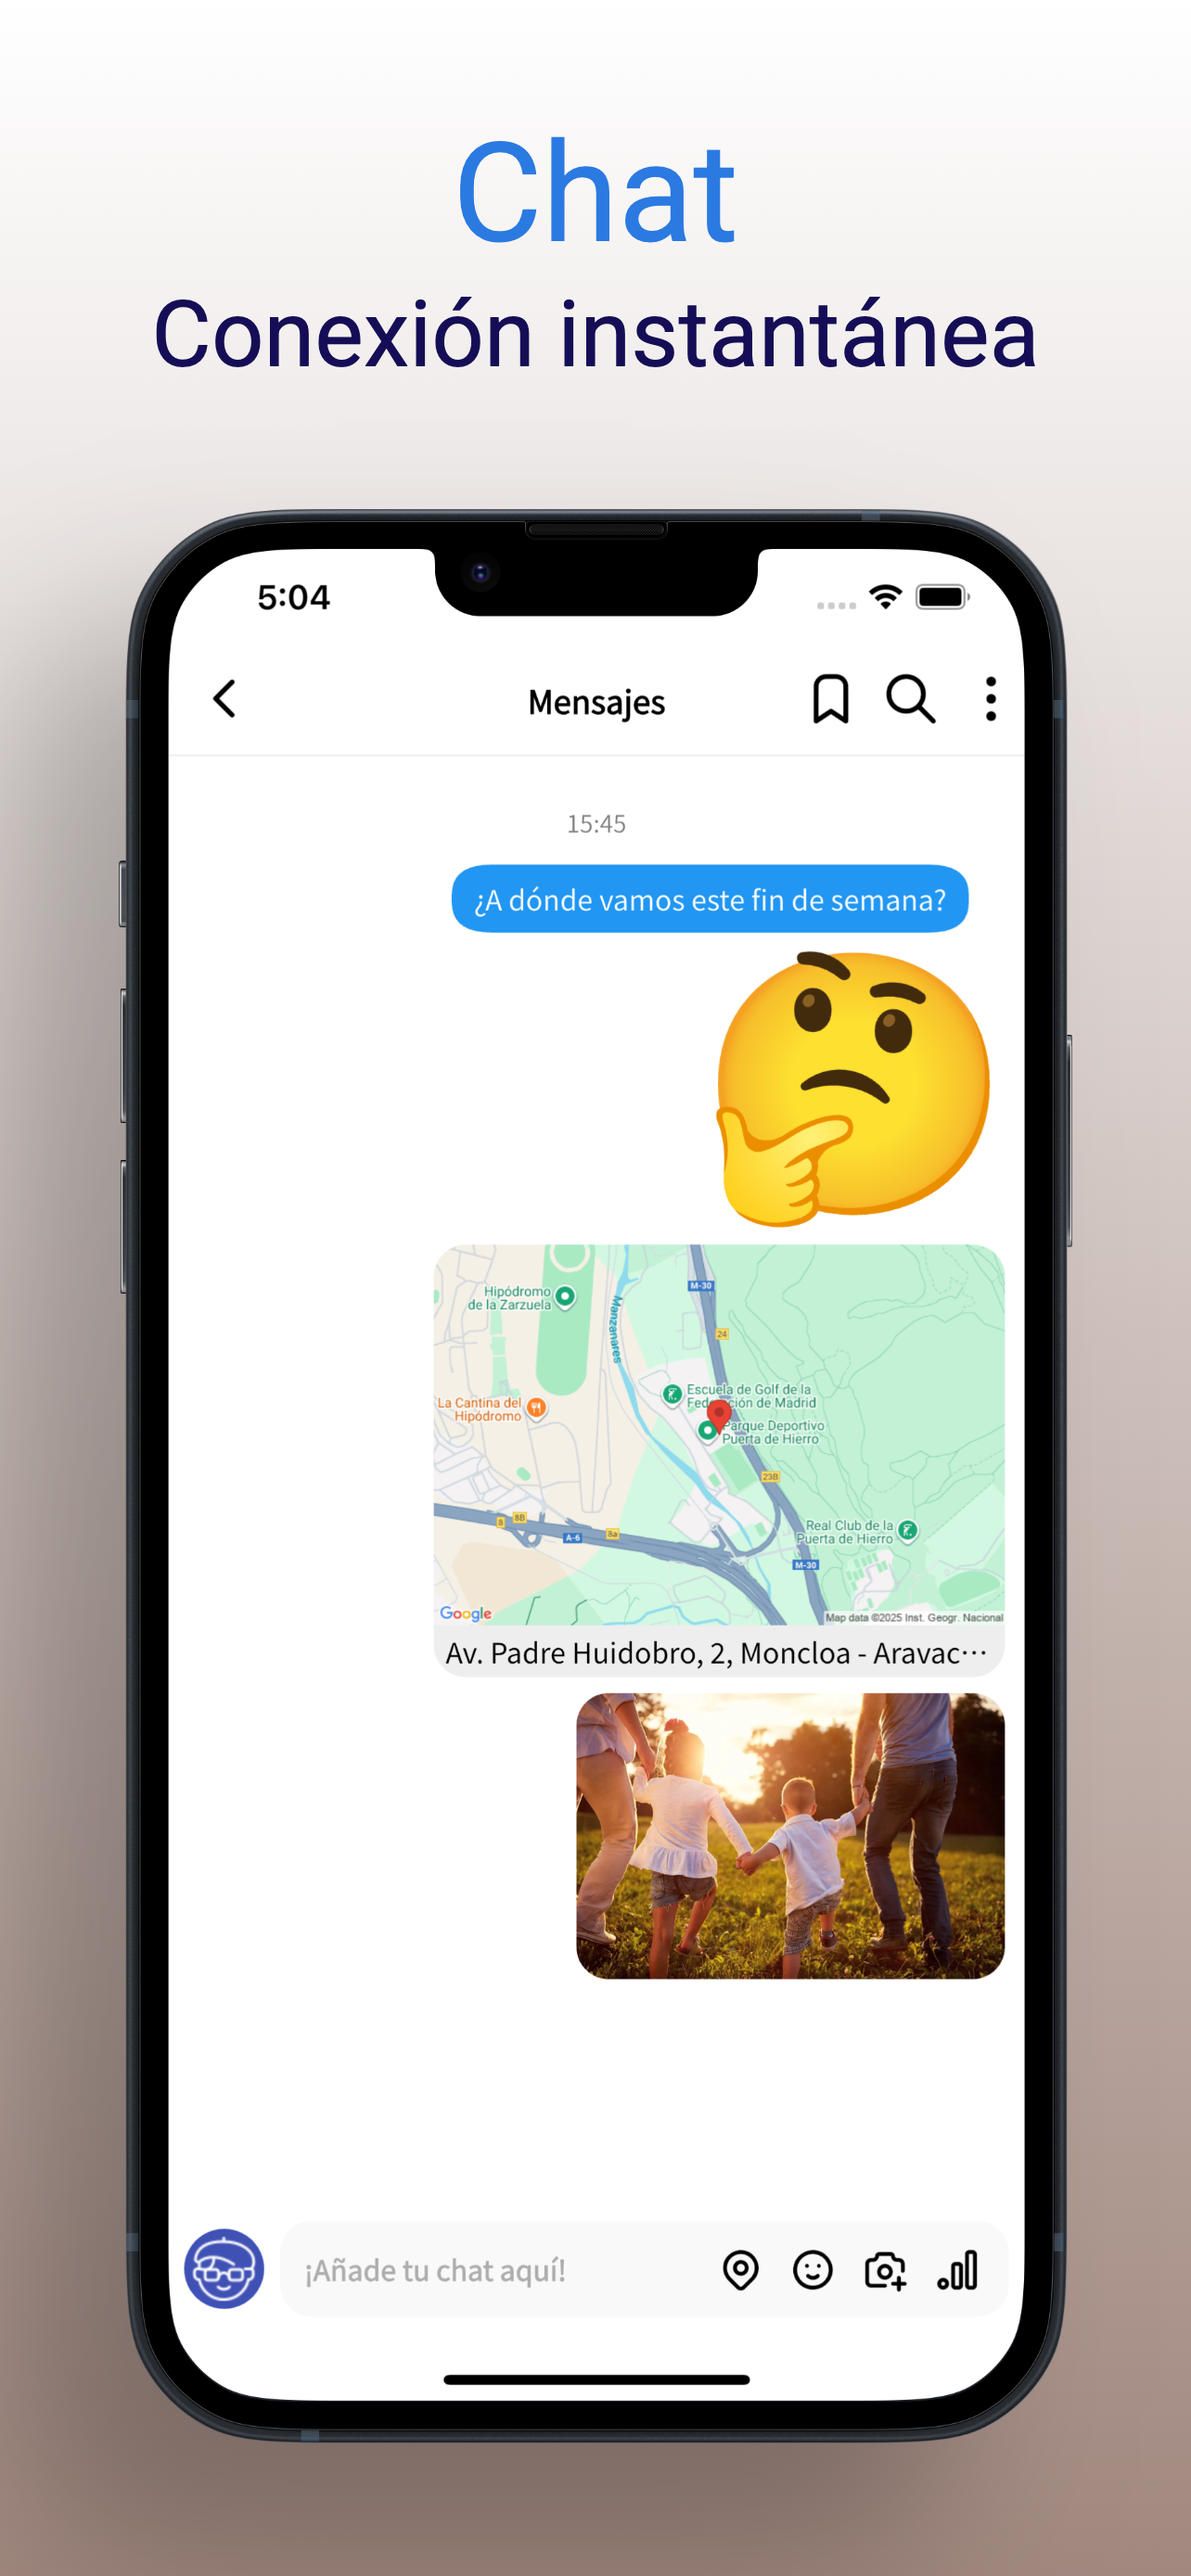 Chat
Conexión instantánea
5:04
Mensajes
15:45
¿A dónde vamos este fin de semana?
Hipódromo
de la Zarzuela
Manzanares
M-30
24
Escuela de Golf de la
Federación de Madrid
La Cantina del
Hipódromo
Parque Deportivo
Puerta de Hierro
23B
8
8B
A-6
8a
Real Club de la
Puerta de Hierro
M-30
Google
Map data ©2025 Inst. Geogr. Nacional
Av. Padre Huidobro, 2, Moncloa - Aravac···
¡Añade tu chat aquí!